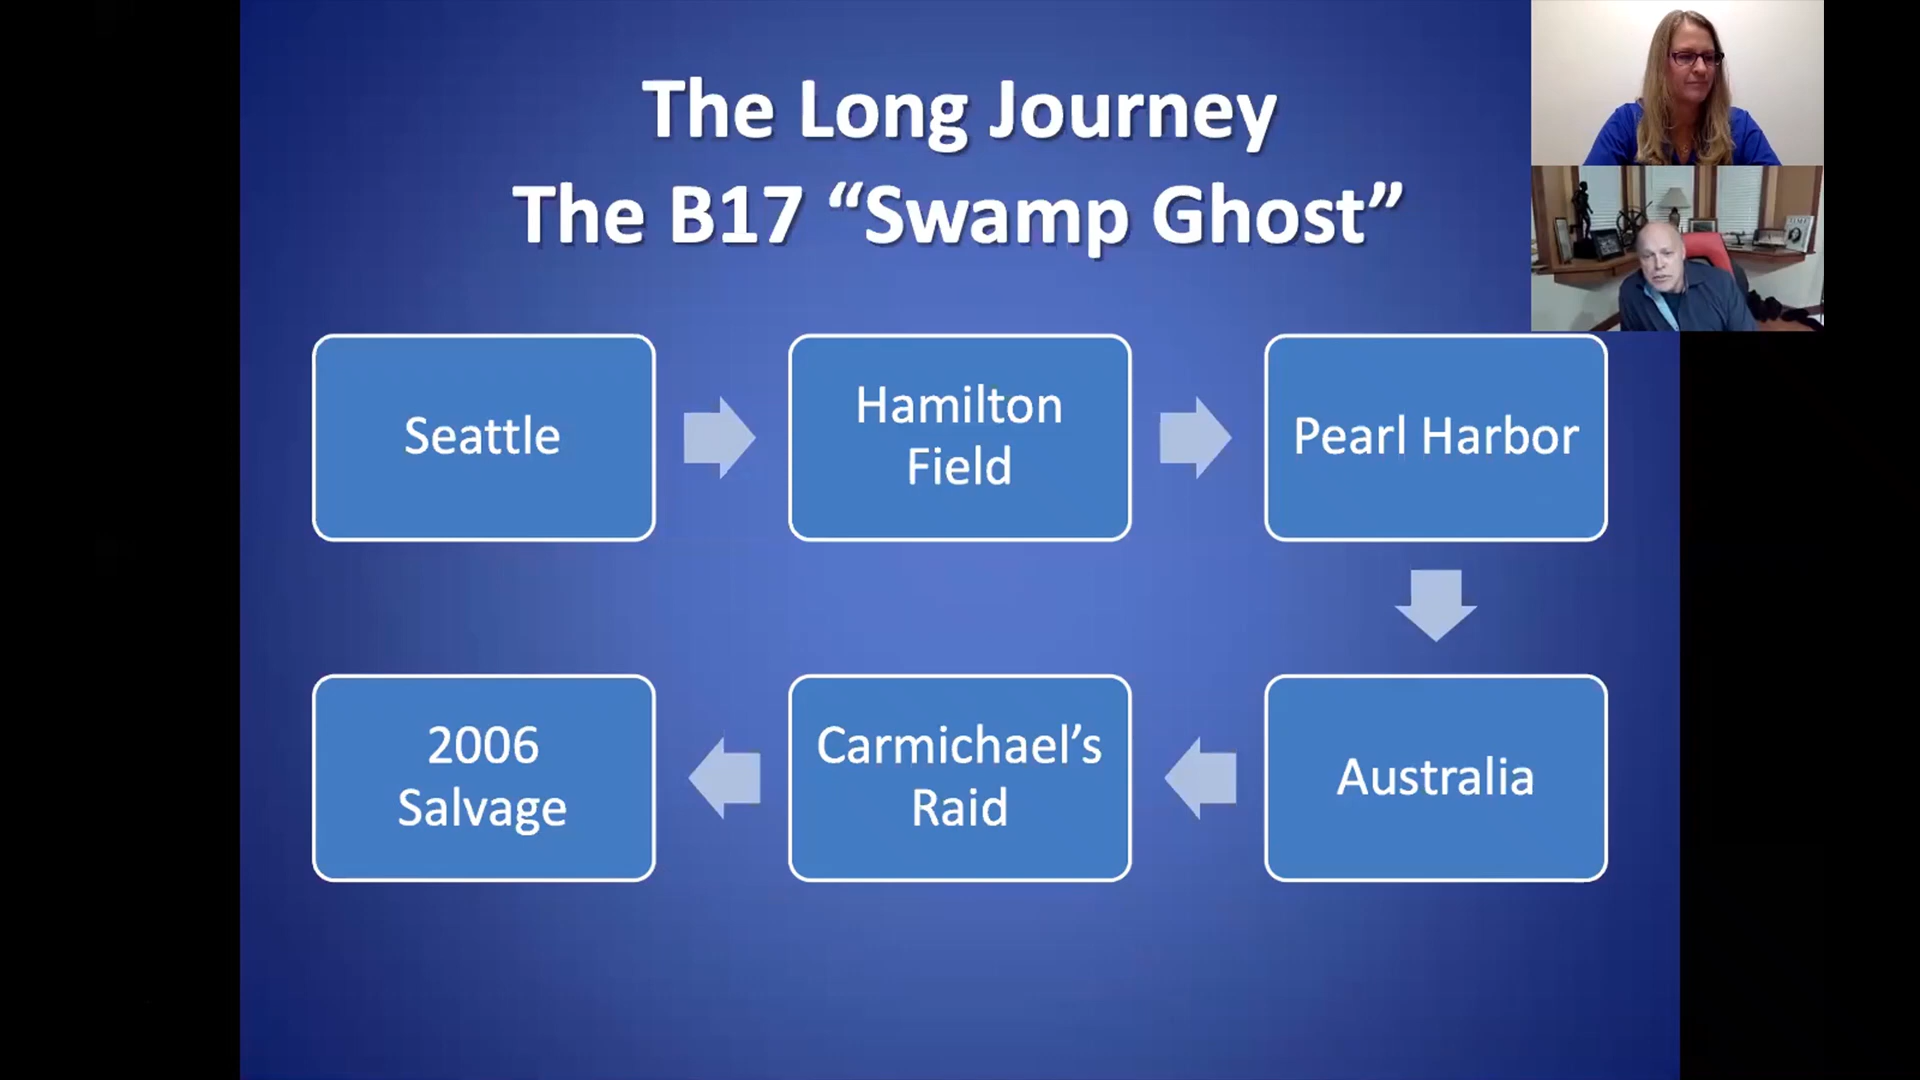 The Long Journey
The B17 “Swamp Ghost”
Seattle
Hamilton
Field
Pearl Harbor
Australia
Carmichael’s
Raid
2006
Salvage